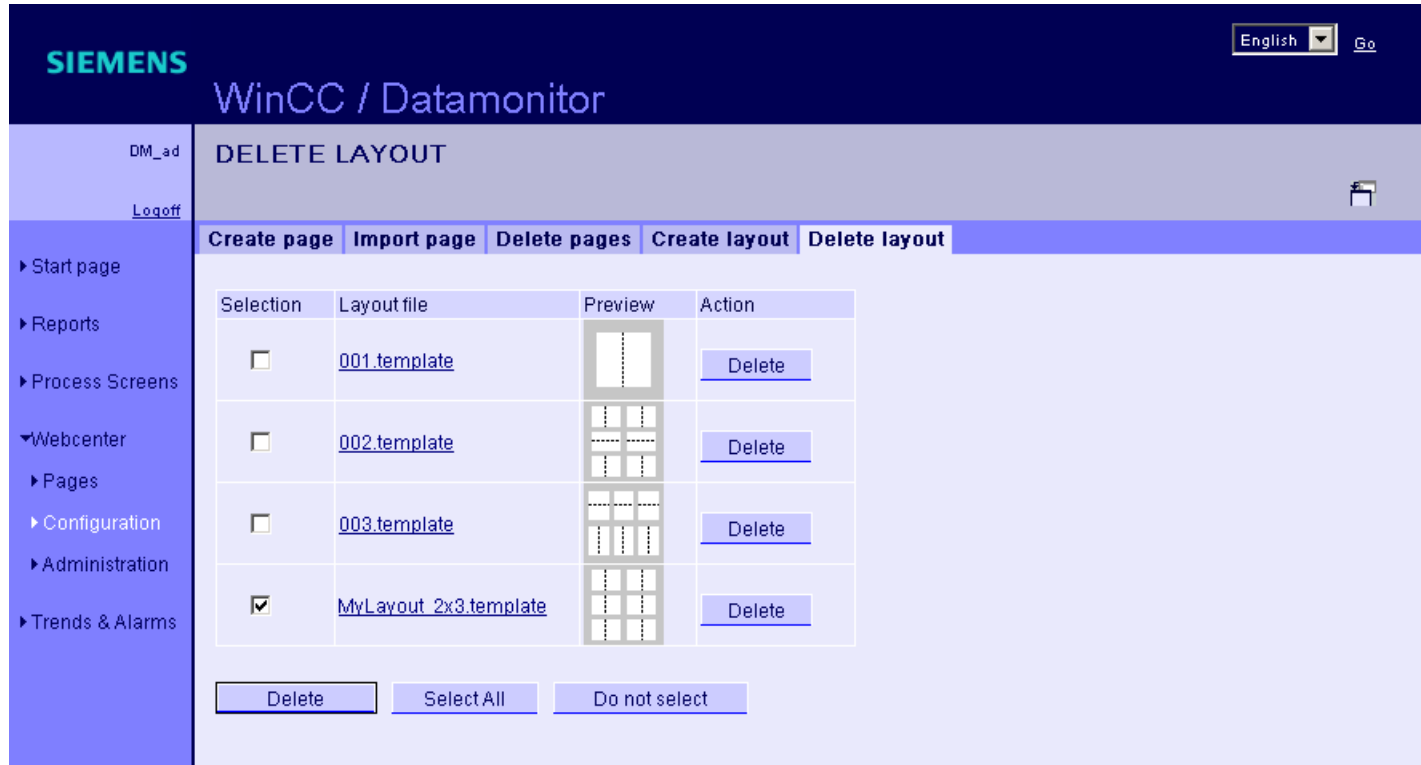 English Go
SIEMENS
WinCC / Datamonitor
DM_ad
Logoff
DELETE LAYOUT
Create page Import page Delete pages Create layout Delete layout
Start page
Reports
Process Screens
Webcenter
Pages
Configuration
Administration
Trends & Alarms
Selection Layout file Preview Action
001.template Delete
002.template Delete
003.template Delete
MyLayout_2x3.template Delete
Delete Select All Do not select